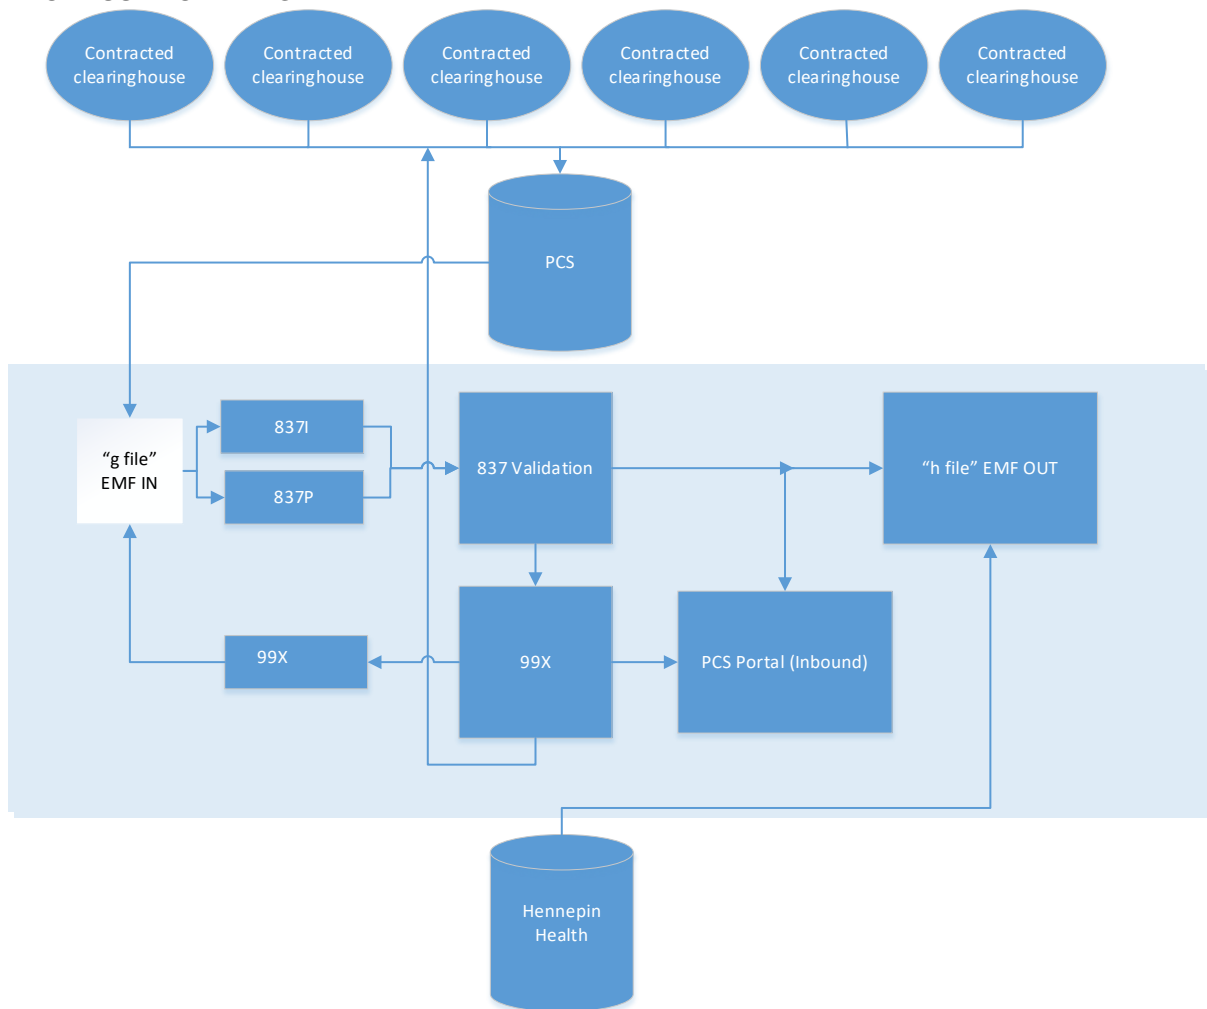 Contracted
clearinghouse
Contracted
clearinghouse
Contracted
clearinghouse
Contracted
clearinghouse
Contracted
clearinghouse
Contracted
clearinghouse
PCS
837I
837P
"g file"
EMF IN
837 Validation
"h file" EMF OUT
99X
99X
PCS Portal (Inbound)
Hennepin
Health